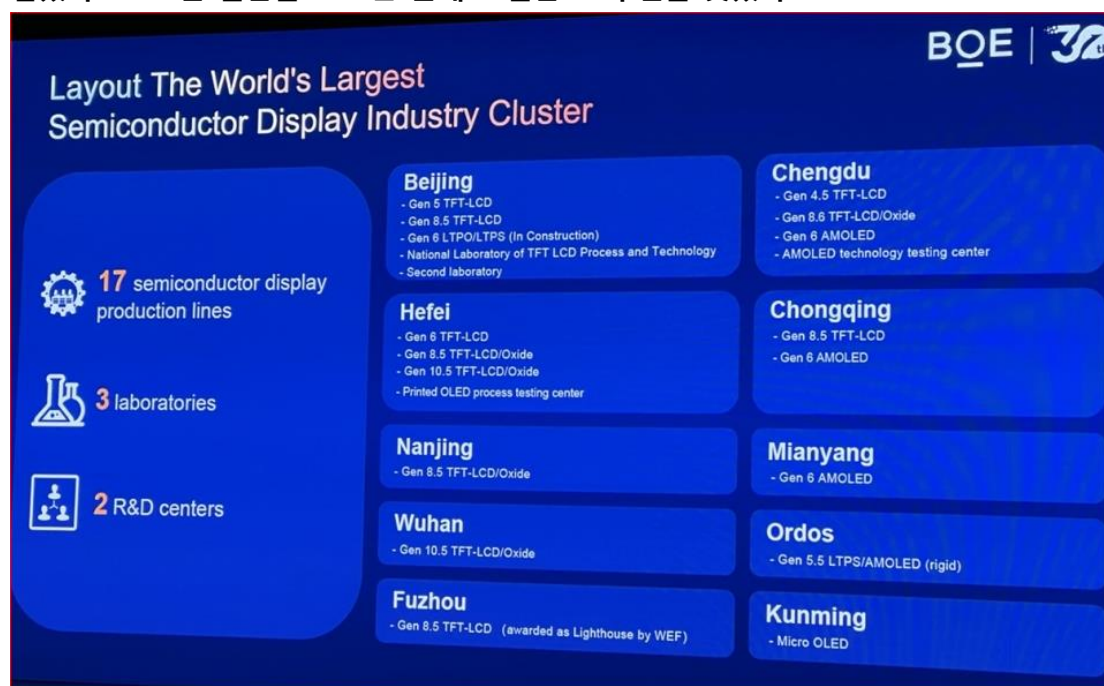 BOE | 30th
Layout The World's Largest
Semiconductor Display Industry Cluster
17 semiconductor display
production lines
3 laboratories
2 R&D centers
Beijing
- Gen 5 TFT-LCD
- Gen 8.5 TFT-LCD
- Gen 6 LTPO/LTPS (In Construction)
- National Laboratory of TFT LCD Process and Technology
- Second laboratory
Hefei
- Gen 6 TFT-LCD
- Gen 8.5 TFT-LCD/Oxide
- Gen 10.5 TFT-LCD/Oxide
- Printed OLED process testing center
Nanjing
- Gen 8.5 TFT-LCD/Oxide
Wuhan
- Gen 10.5 TFT-LCD/Oxide
Fuzhou
- Gen 8.5 TFT-LCD (awarded as Lighthouse by WEF)
Chengdu
- Gen 4.5 TFT-LCD
- Gen 8.6 TFT-LCD/Oxide
- Gen 6 AMOLED
- AMOLED technology testing center
Chongqing
- Gen 8.5 TFT-LCD
- Gen 6 AMOLED
Mianyang
- Gen 6 AMOLED
Ordos
- Gen 5.5 LTPS/AMOLED (rigid)
Kunming
- Micro OLED